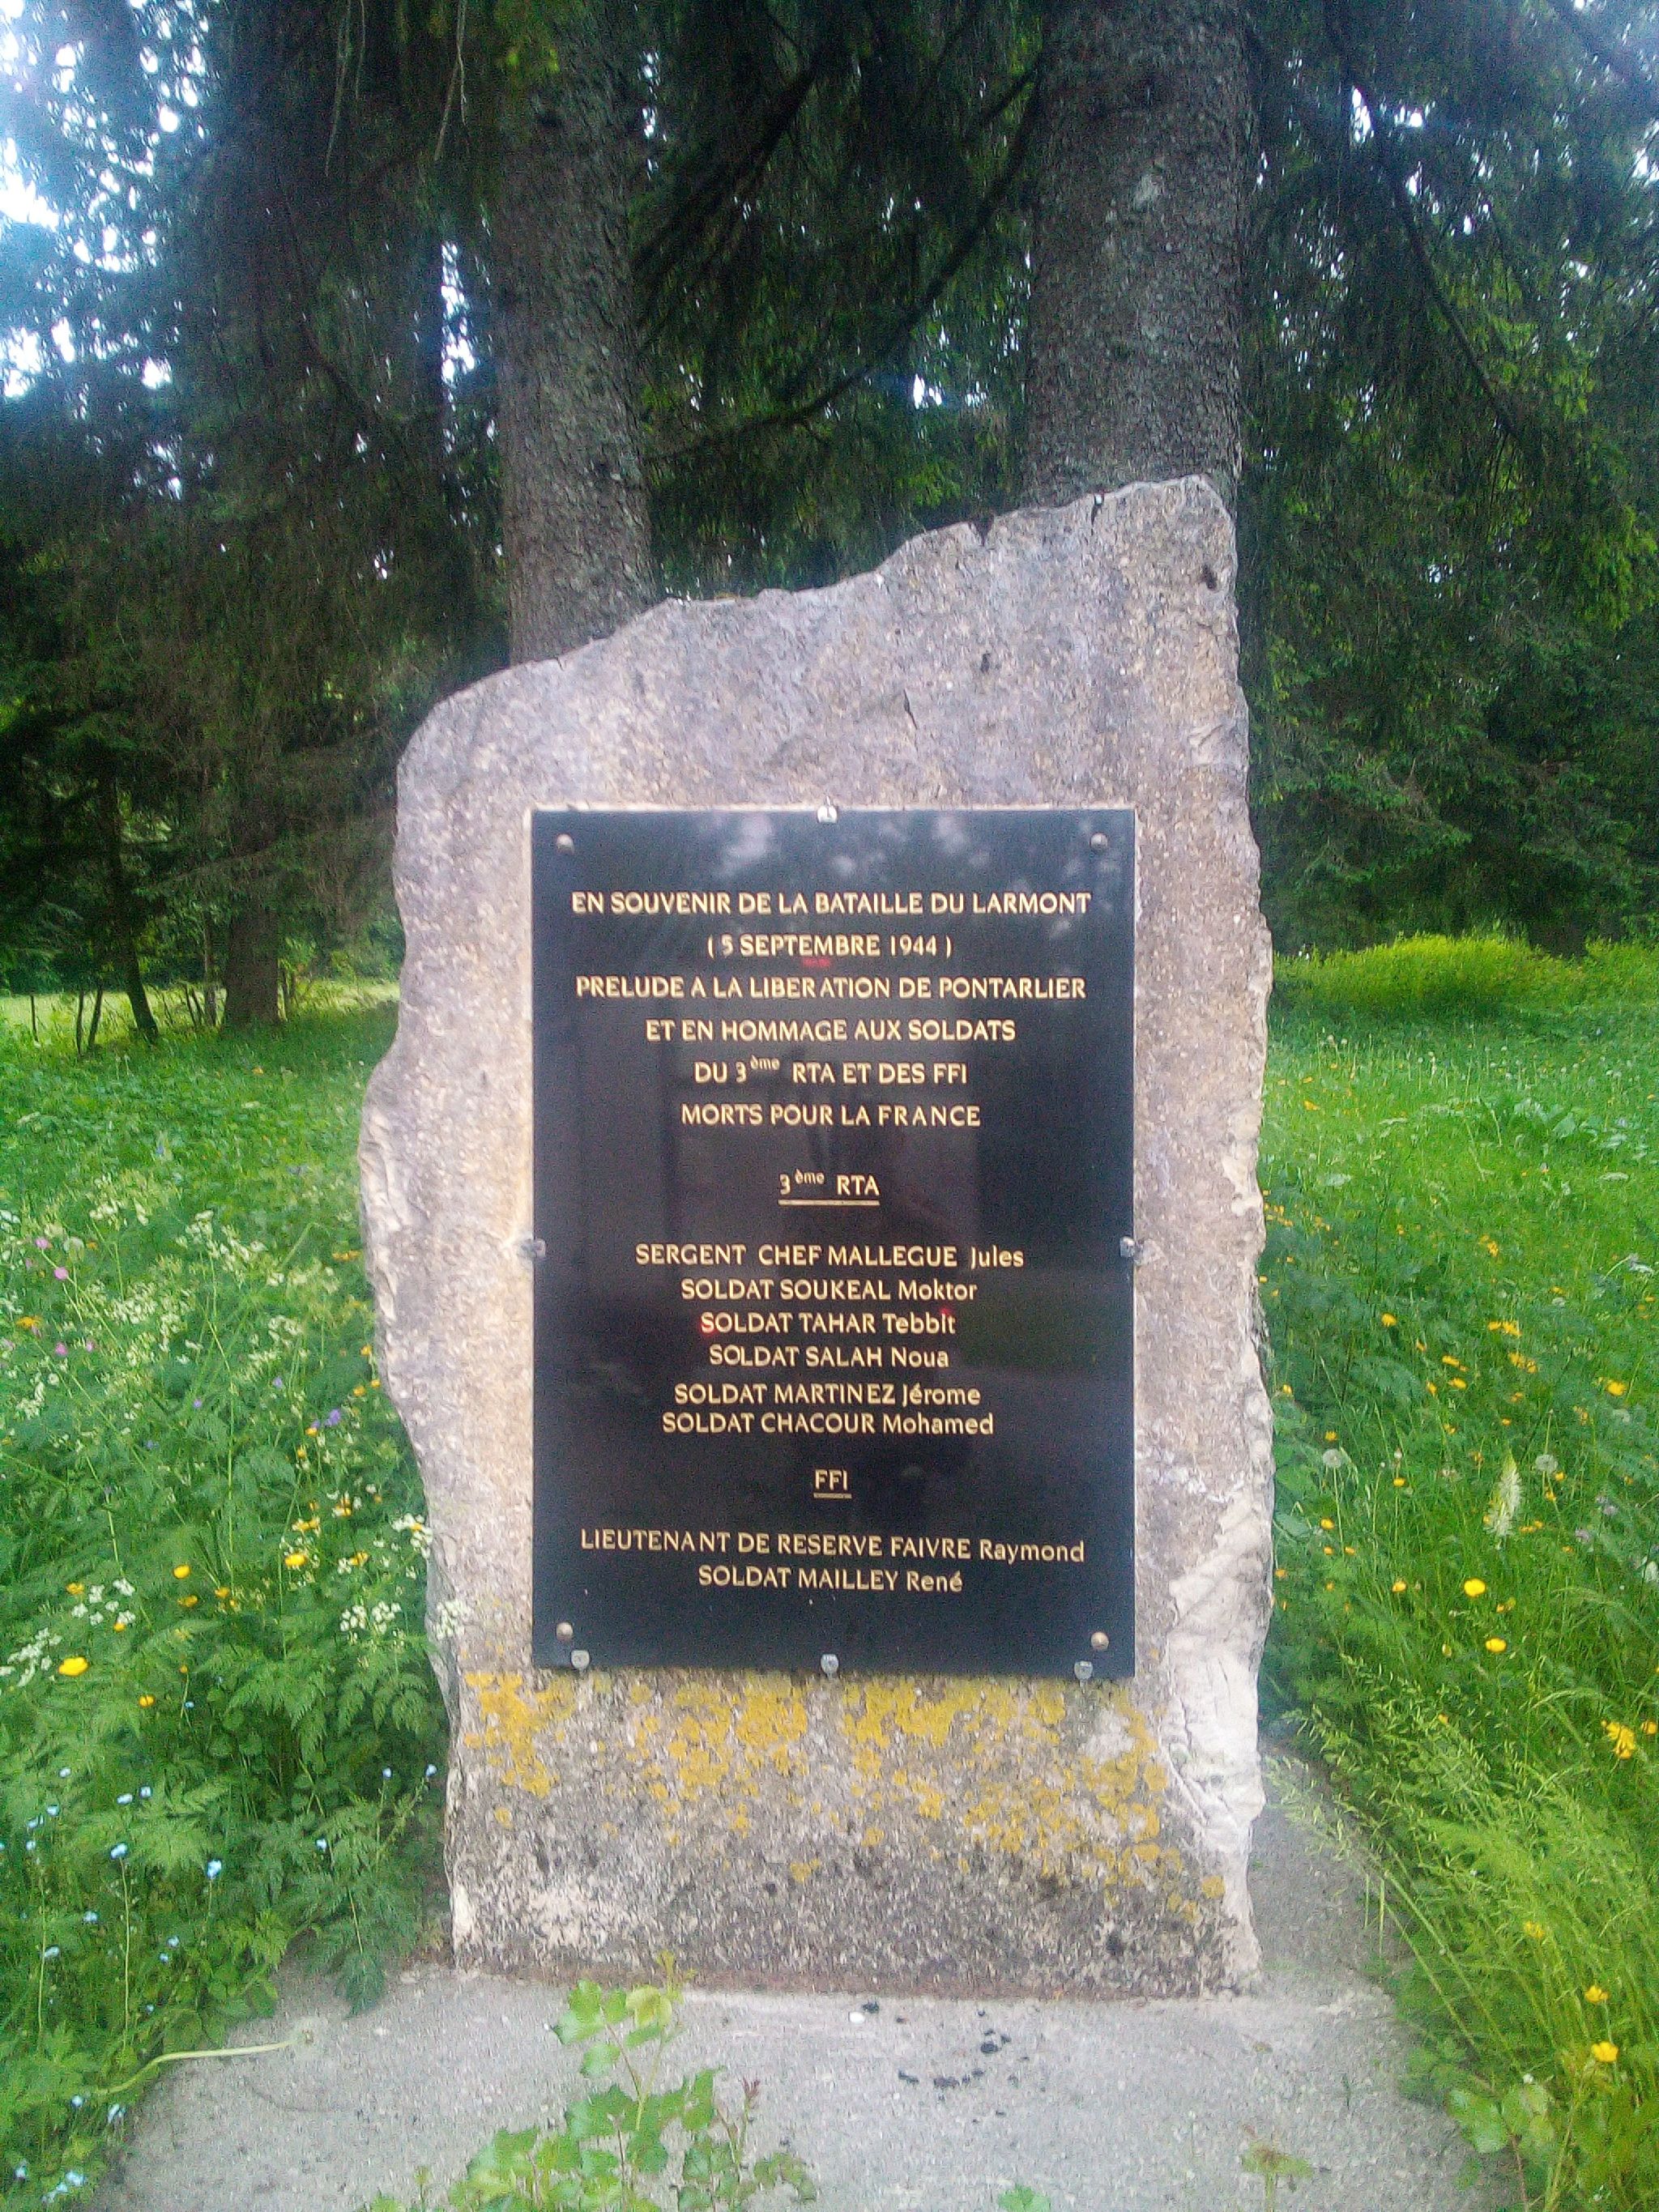 EN SOUVENIR DE LA BATAILLE DU LARMONT
( 5 SEPTEMBRE 1944 )
PRELUDE A LA LIBERATION DE PONTARLIER
ET EN HOMMAGE AUX SOLDATS
DU 3ème RTA ET DES FFI
MORTS POUR LA FRANCE
3ème RTA
SERGENT CHEF MALLEGUE Jules
SOLDAT SOUKEAL Moktor
SOLDAT TAHAR Tebbit
SOLDAT SALAH Noua
SOLDAT MARTINEZ Jérome
SOLDAT CHACOUR Mohamed
FFI
LIEUTENANT DE RESERVE FAIVRE Raymond
SOLDAT MAILLEY René